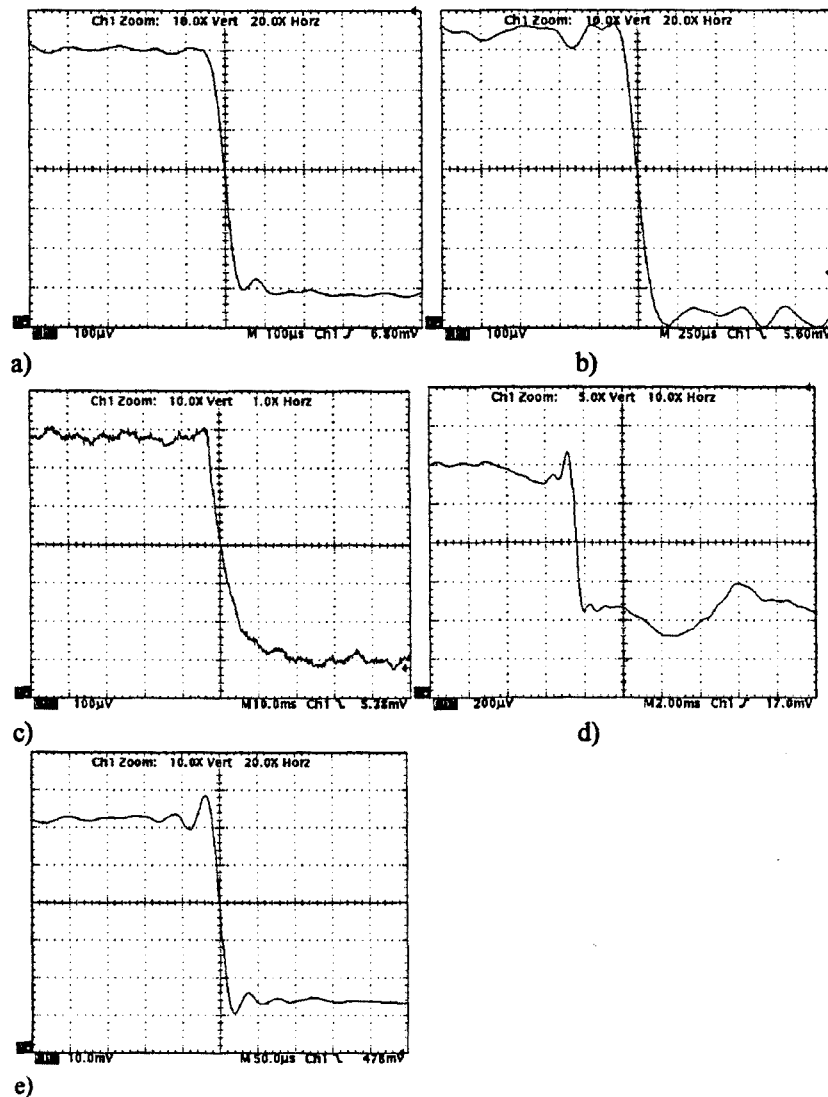 Ch1 Zoom: 10.0X Vert 20.0X Horz
100µV M 100µs Ch1 ƒ 6.80mV
a)
Ch1 Zoom: 10.0X Vert 20.0X Horz
100µV M 250µs Ch1 ʅ 5.60mV
b)
Ch1 Zoom: 10.0X Vert 1.0X Horz
100µV M10.0ms Ch1 ʅ 5.28mV
c)
Ch1 Zoom: 5.0X Vert 10.0X Horz
200µV M2.00ms Ch1 ƒ 17.6mV
d)
Ch1 Zoom: 10.0X Vert 20.0X Horz
10.0mV M50.0µs Ch1 ʅ 478mV
e)